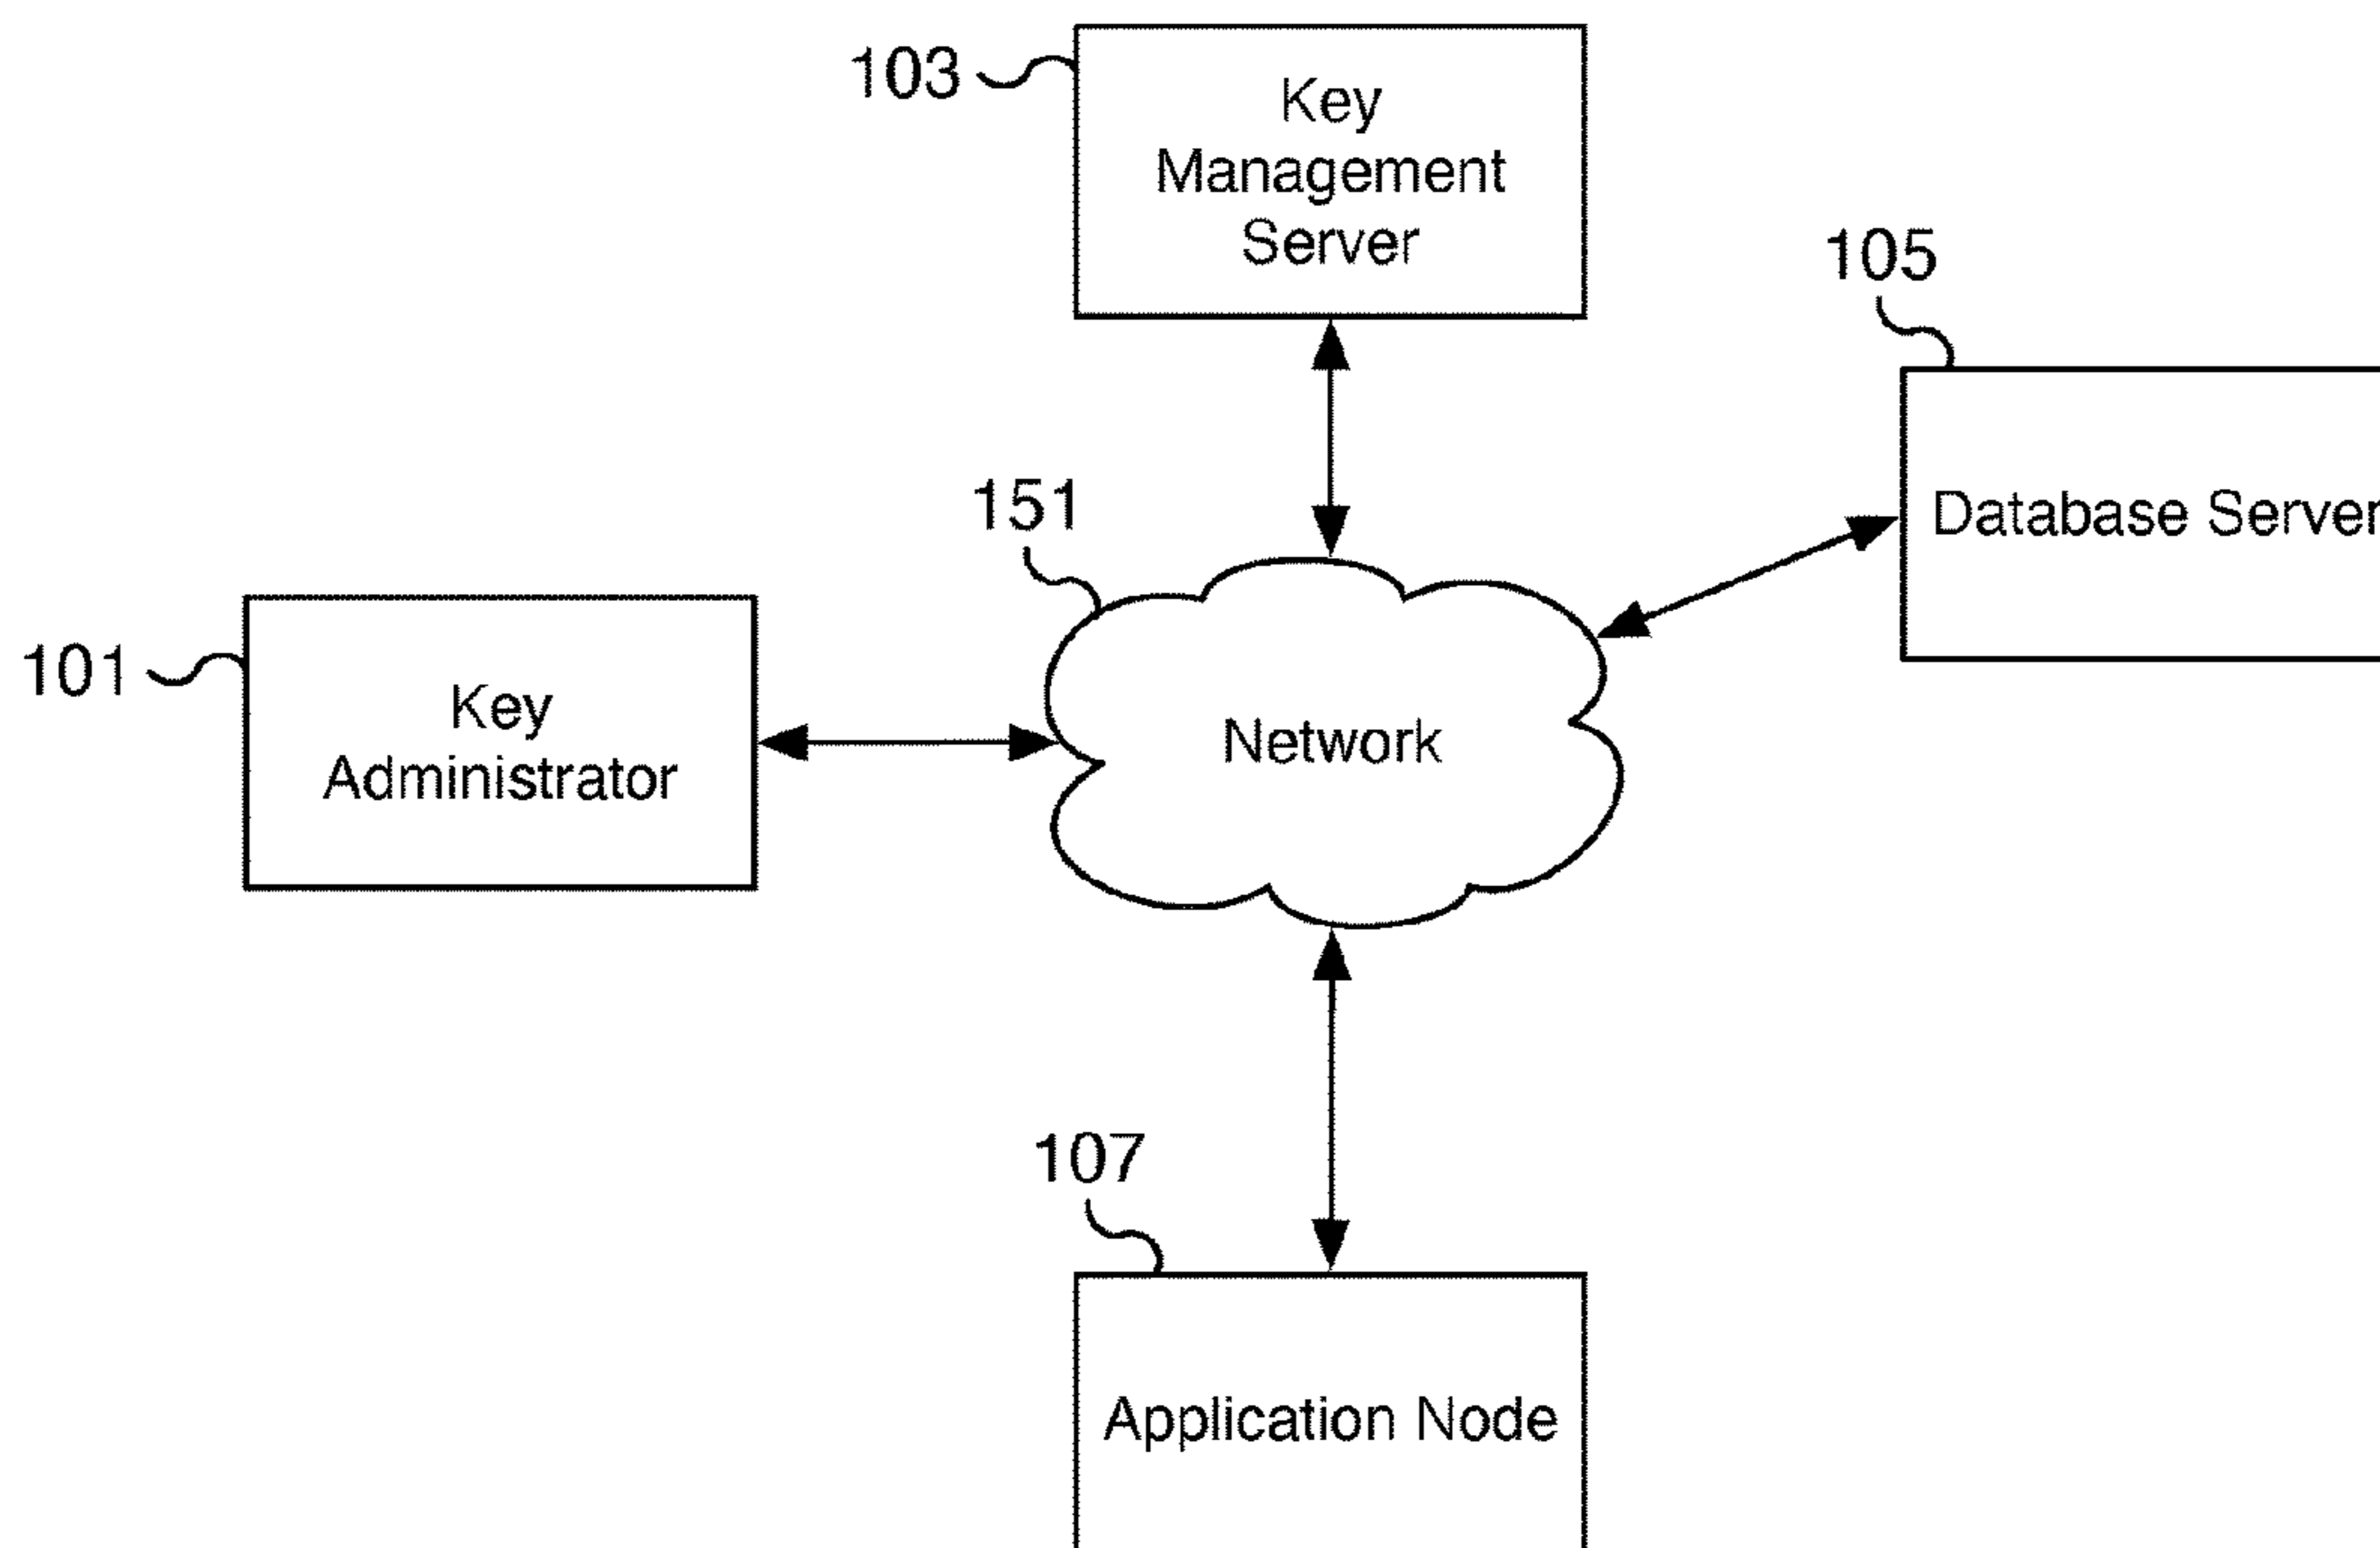 103
Key
Management
Server
105
Database Server
151
101
Key
Administrator
Network
107
Application Node